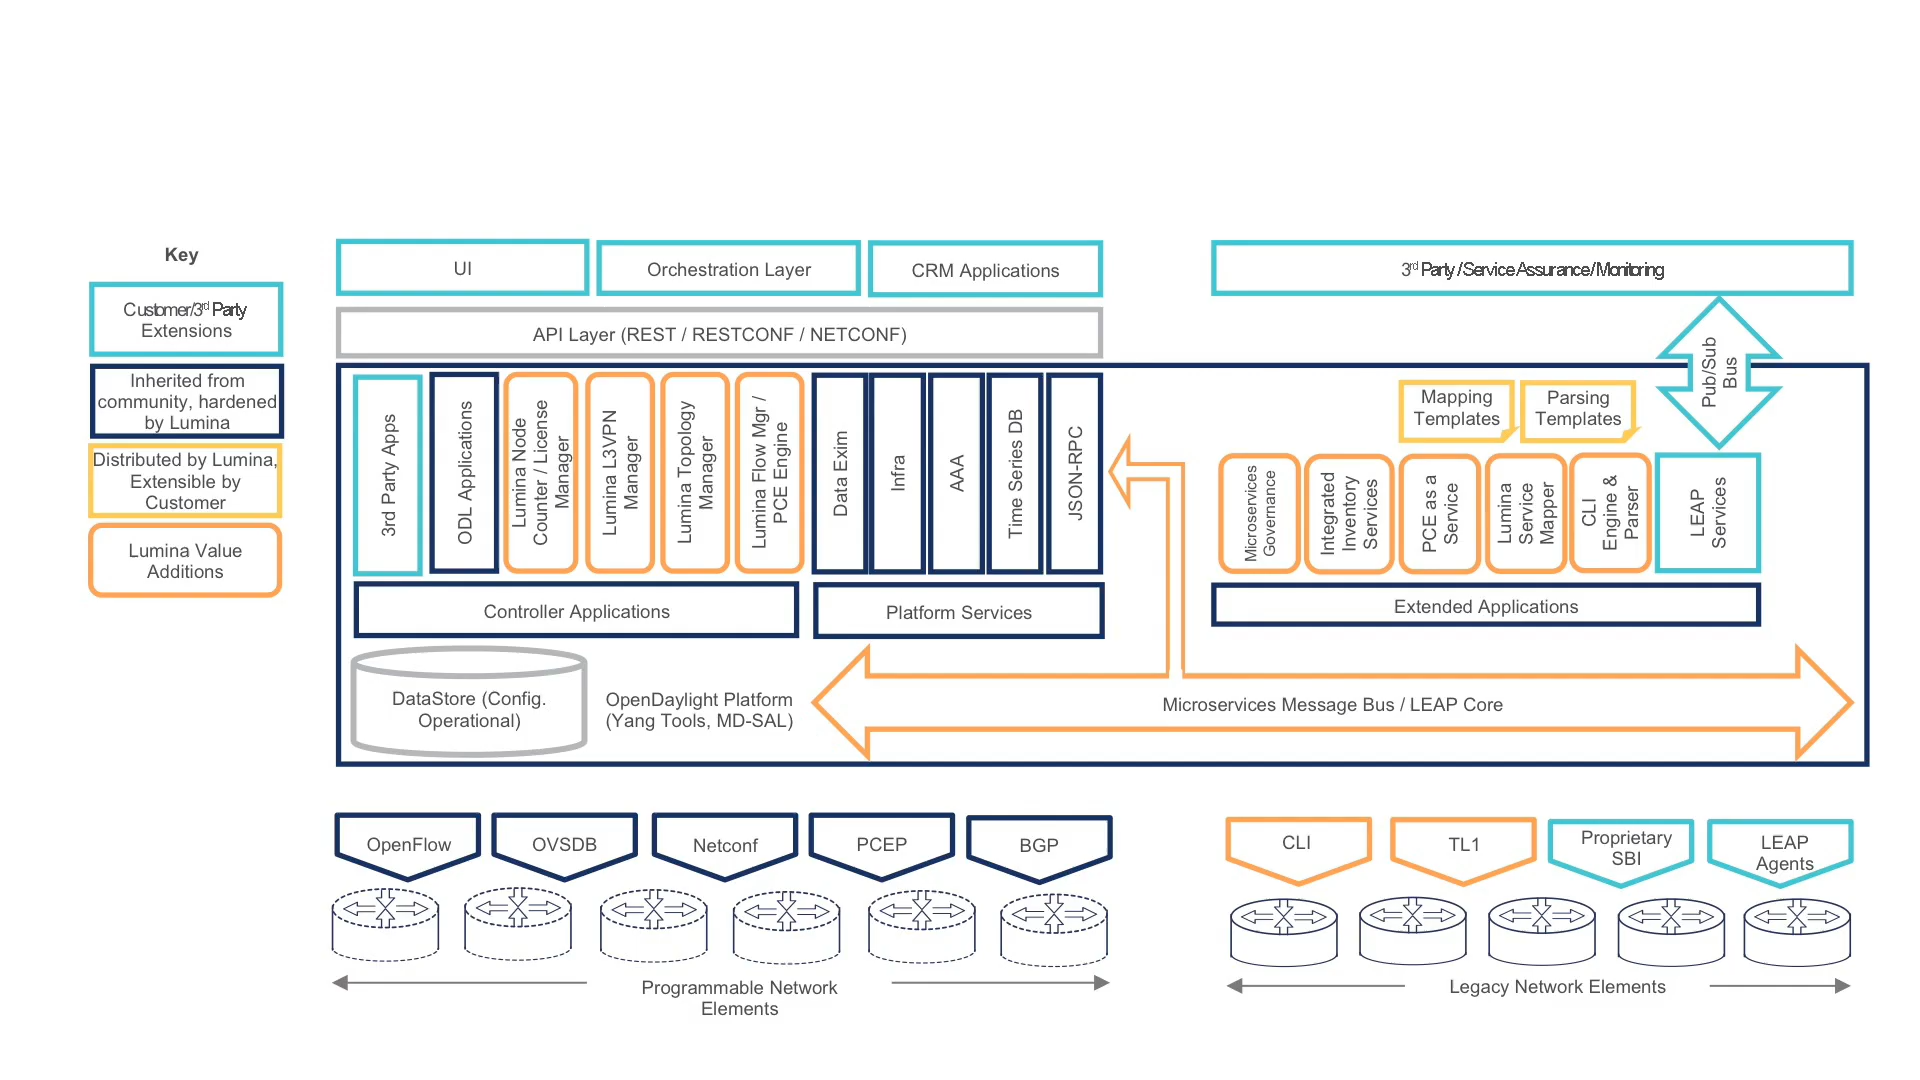 Key
Customer/3rd Party
Extensions
Inherited from
community, hardened
by Lumina
Distributed by Lumina,
Extensible by
Customer
Lumina Value
Additions
UI
Orchestration Layer
CRM Applications
3rd Party / Service Assurance / Monitoring
API Layer (REST / RESTCONF / NETCONF)
Pub/Sub
Bus
3rd Party Apps
ODL Applications
Lumina Node
Counter / License
Manager
Lumina L3VPN
Manager
Lumina Topology
Manager
Lumina Flow Mgr /
PCE Engine
Data Exim
Infra
AAA
Time Series DB
JSON-RPC
Mapping
Templates
Parsing
Templates
Microservices
Governance
Integrated
Inventory
Services
PCE as a
Service
Lumina
Service
Mapper
CLI
Engine &
Parser
LEAP
Services
Controller Applications
Platform Services
Extended Applications
DataStore (Config.
Operational)
OpenDaylight Platform
(Yang Tools, MD-SAL)
Microservices Message Bus / LEAP Core
OpenFlow
OVSDB
Netconf
PCEP
BGP
CLI
TL1
Proprietary
SBI
LEAP
Agents
Programmable Network
Elements
Legacy Network Elements